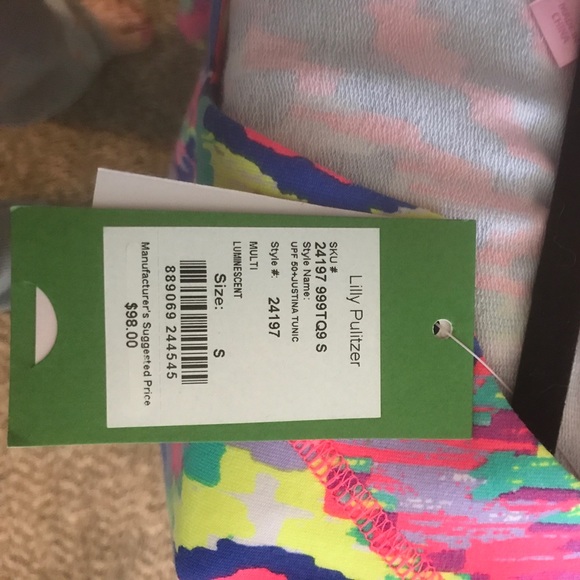 Lilly Pulitzer
SKU #
24197 999TQ9 S
Style Name:
UPF 50+JUSTINA TUNIC
Style #: 24197
MULTI
LUMINESCENT
Size: S
889069 244545
Manufacturer's Suggested Price
$98.00